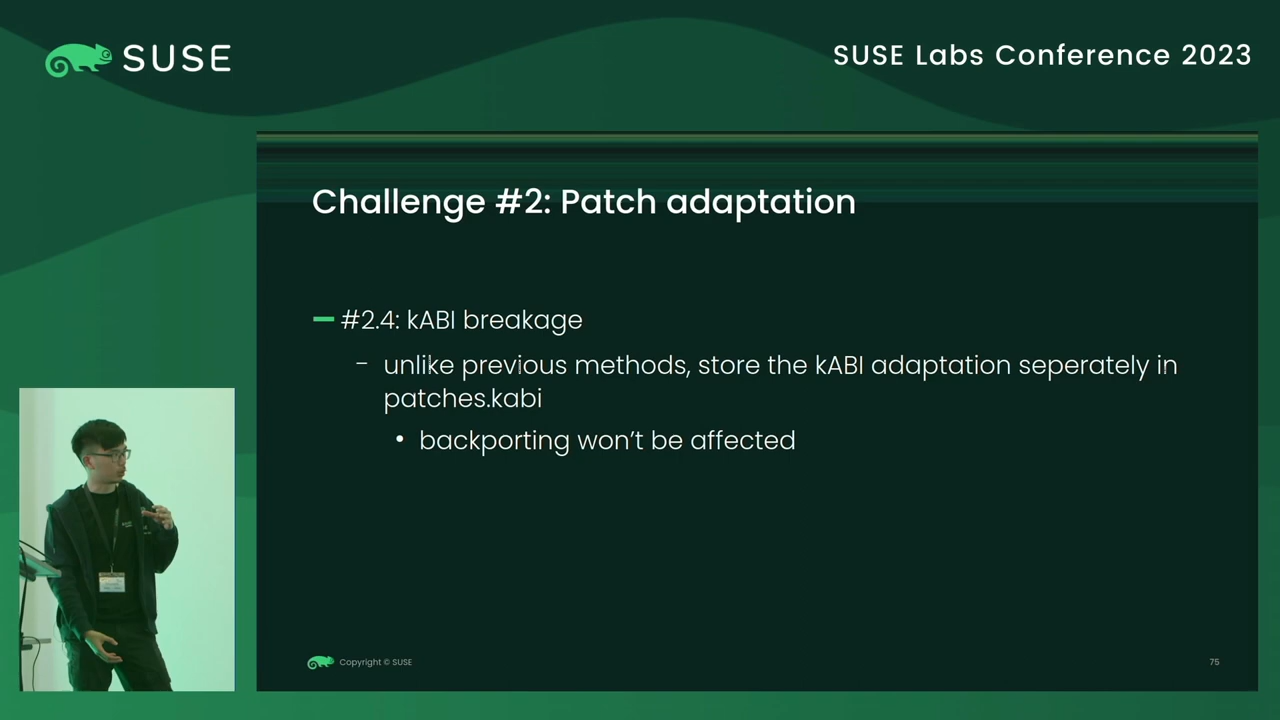 SUSE
SUSE Labs Conference 2023
Challenge #2: Patch adaptation
#2.4: kABI breakage
– unlike previous methods, store the kABI adaptation seperately in
patches.kabi
• backporting won't be affected
Copyright © SUSE
75